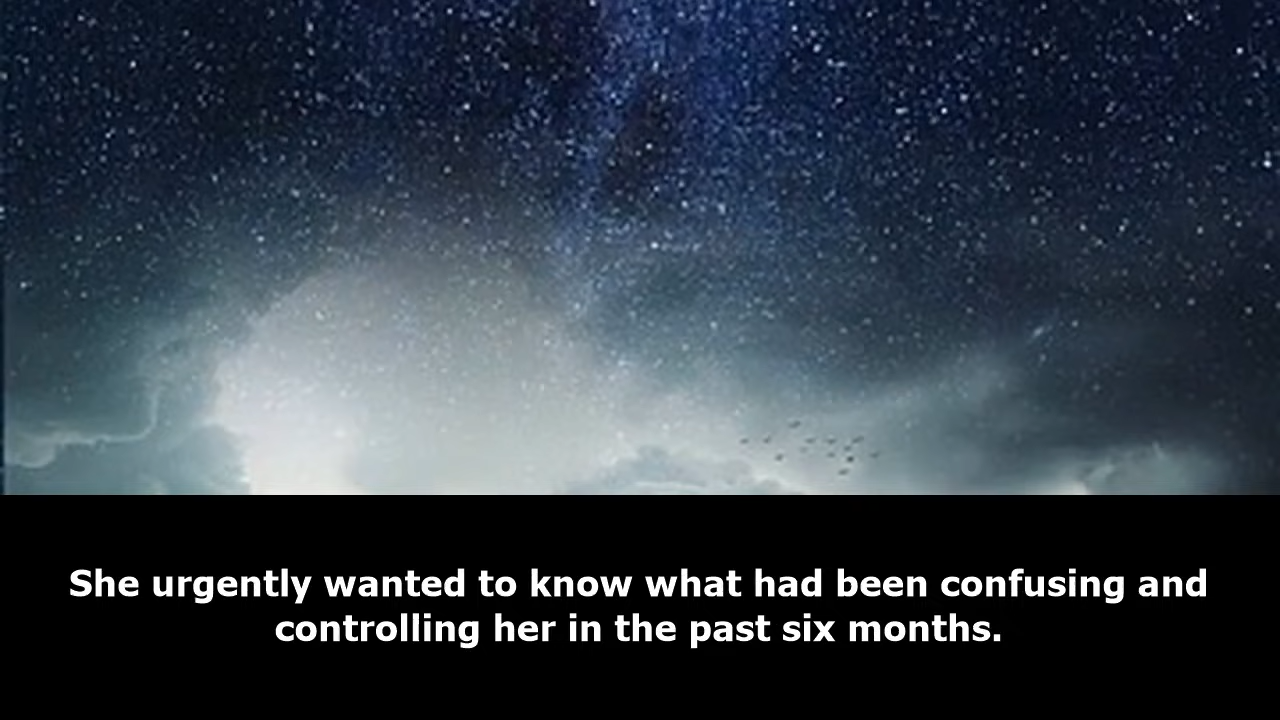 She urgently wanted to know what had been confusing and
controlling her in the past six months.